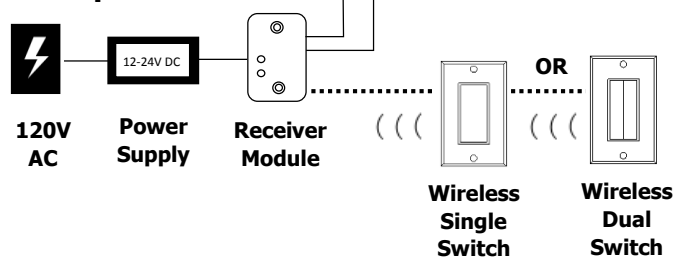 12-24V DC
OR
120V
AC
Power
Supply
Receiver
Module
Wireless
Single
Switch
Wireless
Dual
Switch